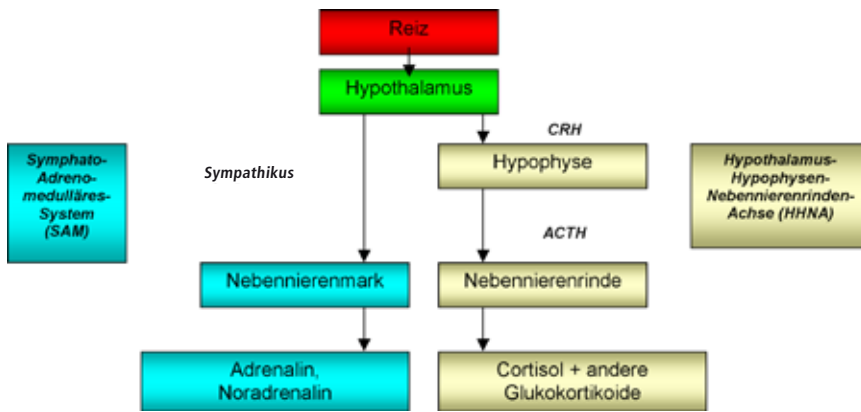 Reiz
Hypothalamus
CRH
Hypophyse
Symphato-
Adreno-
medulläres-
System
(SAM)
Sympathikus
Hypothalamus-
Hypophysen-
Nebennierenrinden-
Achse (HHNA)
ACTH
Nebennierenmark
Nebennierenrinde
Adrenalin,
Noradrenalin
Cortisol + andere
Glukokortikoide